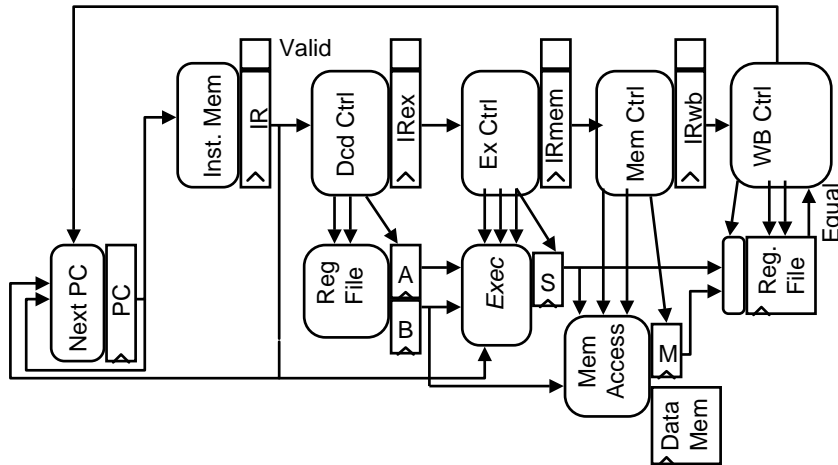 Valid
Inst. Mem
IR
Dcd Ctrl
IRex
Ex Ctrl
IRmem
Mem Ctrl
IRwb
WB Ctrl
Next PC
PC
Reg
File
A
B
Exec
S
Mem
Access
M
Data
Mem
Reg.
File
Equal